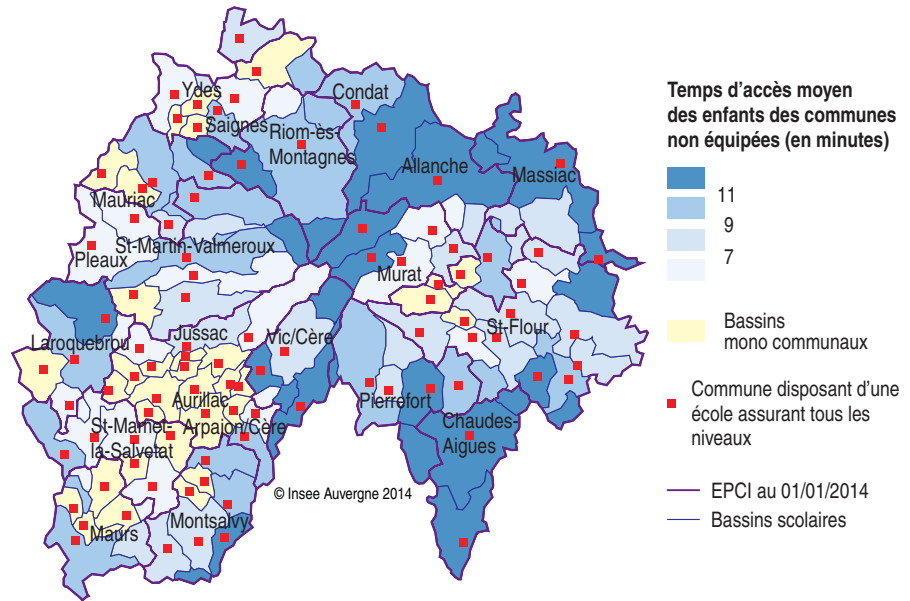 Ydes
Saignes
Condat
Riom-ès-
Montagnes
Allanche
Massiac
Mauriac
St-Martin-Valmeroux
Pleaux
Murat
Laroquebrou
Jussac
Vic/Cère
St-Flour
Aurillac
Pierrefort
St-Mamet-
la-Salvetat
Arpajon/Cère
Chaudes-
Aigues
Montsalvy
Maurs
© Insee Auvergne 2014
Temps d'accès moyen
des enfants des communes
non équipées (en minutes)
11
9
7
Bassins
mono communaux
Commune disposant d'une
école assurant tous les
niveaux
EPCI au 01/01/2014
Bassins scolaires